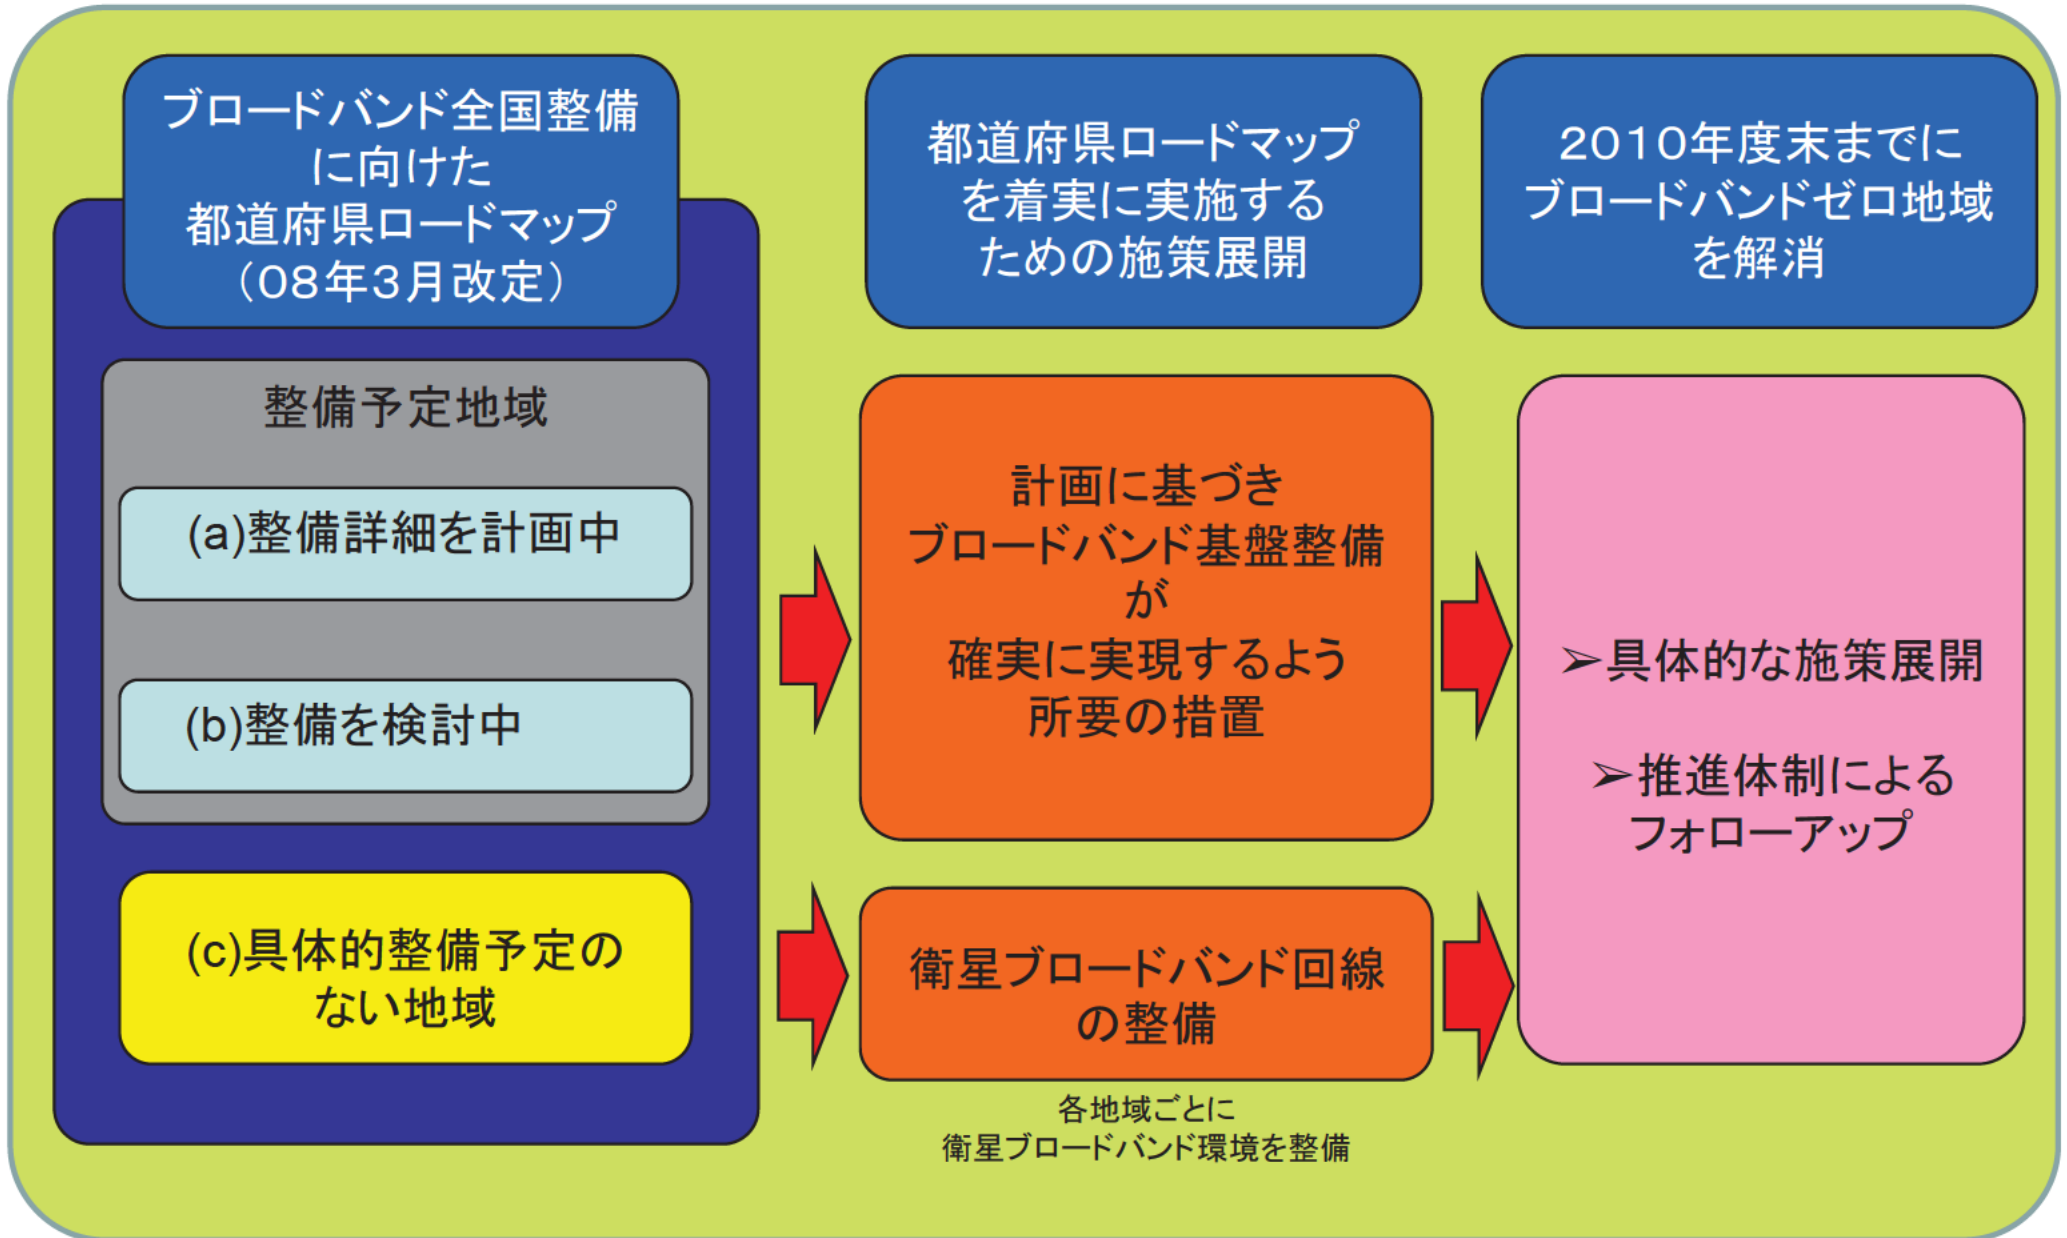 ブロードバンド全国整備
に向けた
都道府県ロードマップ
（０８年３月改定）
整備予定地域
(a)整備詳細を計画中
(b)整備を検討中
(c)具体的整備予定の
ない地域
都道府県ロードマップ
を着実に実施する
ための施策展開
計画に基づき
ブロードバンド基盤整備
が
確実に実現するよう
所要の措置
衛星ブロードバンド回線
の整備
各地域ごとに
衛星ブロードバンド環境を整備
２０１０年度末までに
ブロードバンドゼロ地域
を解消
➢具体的な施策展開
➢推進体制による
フォローアップ